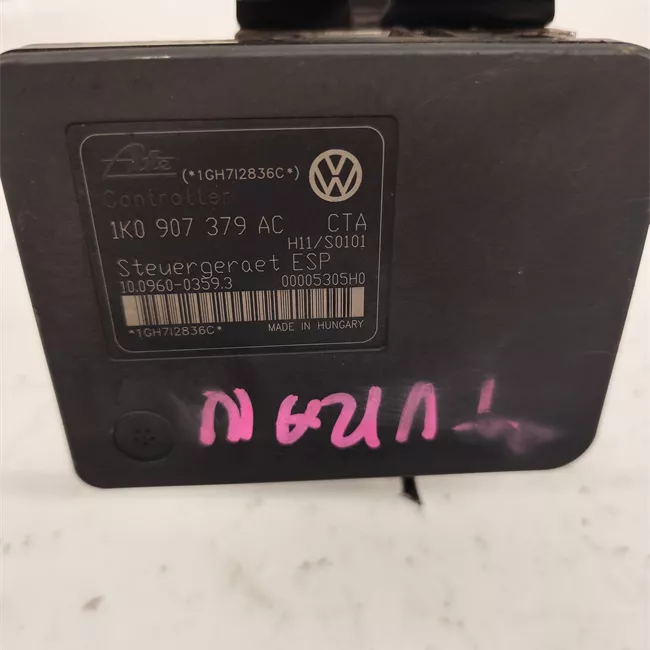 Ate (*1GH7I2836C*)
Controller
1K0 907 379 AC CTA
H11/S0101
Steuergeraet ESP
10.0960-0359.3 00005305H0
*1GH7I2836C* MADE IN HUNGARY